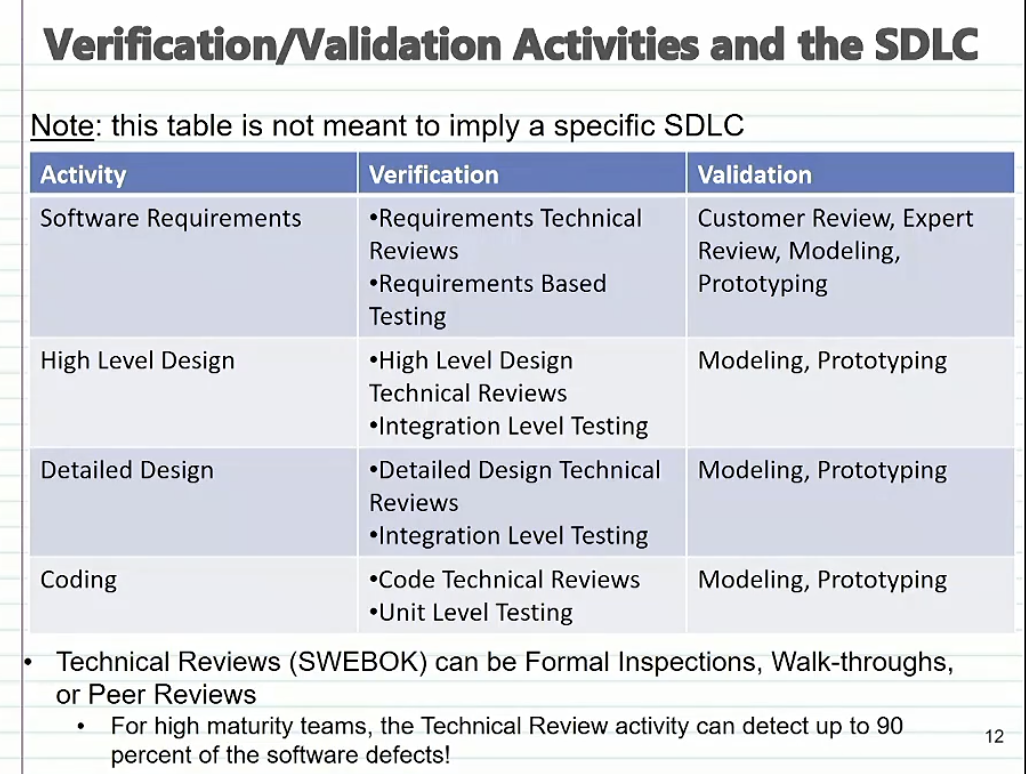 Verification/Validation Activities and the SDLC
Note: this table is not meant to imply a specific SDLC
Activity
Verification
Validation
Software Requirements
•Requirements Technical
Reviews
•Requirements Based
Testing
Customer Review, Expert
Review, Modeling,
Prototyping
High Level Design
•High Level Design
Technical Reviews
•Integration Level Testing
Modeling, Prototyping
Detailed Design
•Detailed Design Technical
Reviews
•Integration Level Testing
Modeling, Prototyping
Coding
•Code Technical Reviews
•Unit Level Testing
Modeling, Prototyping
• Technical Reviews (SWEBOK) can be Formal Inspections, Walk-throughs,
or Peer Reviews
• For high maturity teams, the Technical Review activity can detect up to 90
percent of the software defects!
12